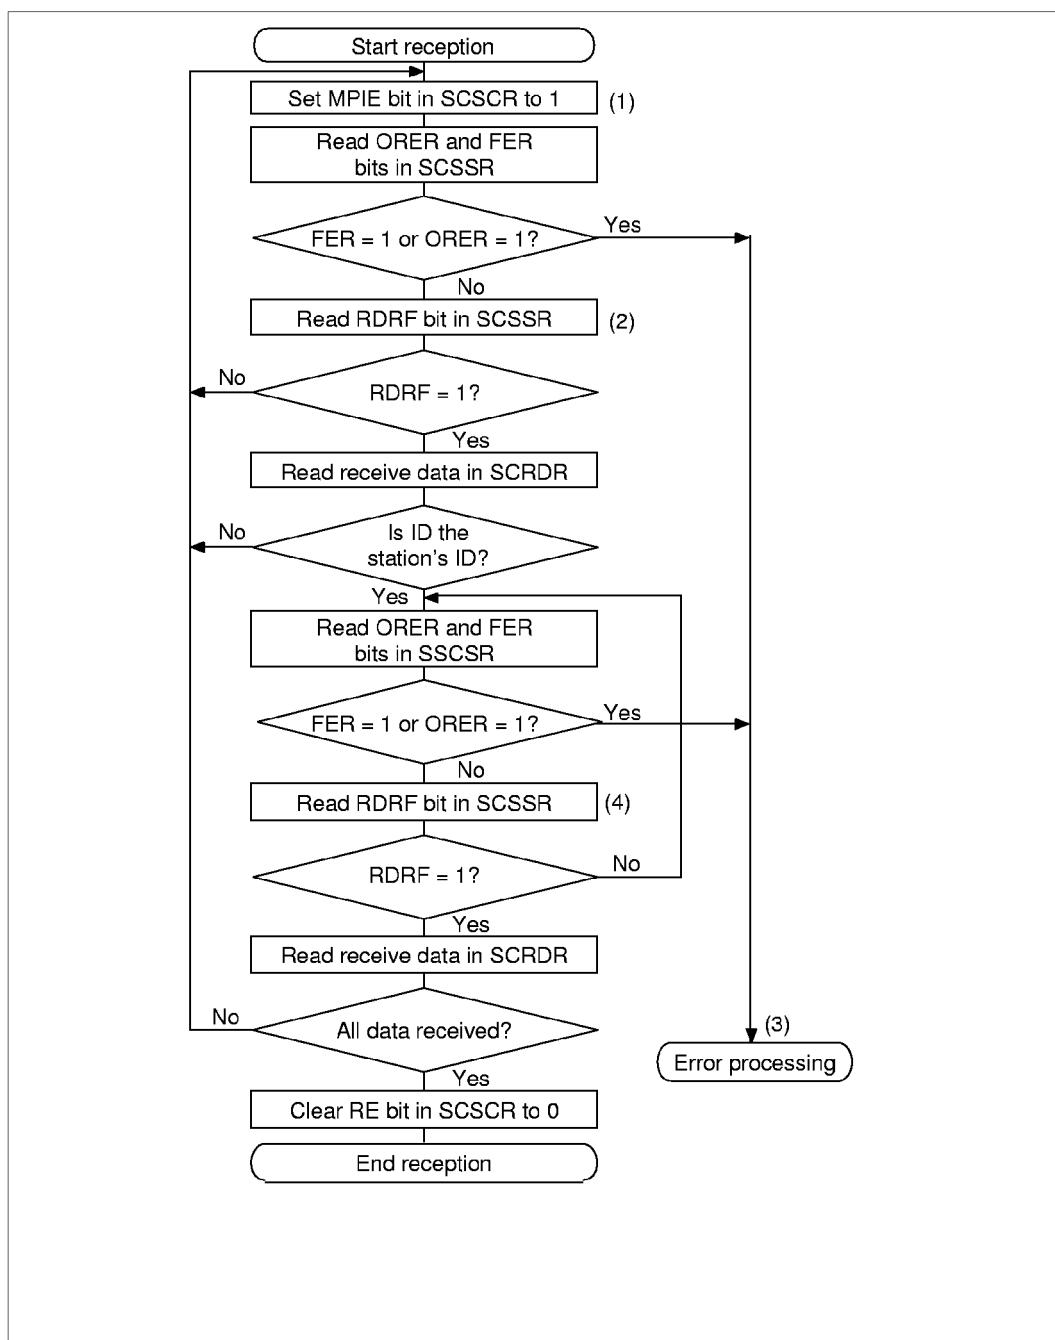 Start reception
Set MPIE bit in SCSCR to 1 (1)
Read ORER and FER
bits in SCSSR
FER = 1 or ORER = 1?
Yes
No
Read RDRF bit in SCSSR (2)
No
RDRF = 1?
Yes
Read receive data in SCRDR
No
Is ID the
station's ID?
Yes
Read ORER and FER
bits in SSCSR
FER = 1 or ORER = 1?
Yes
No
Read RDRF bit in SCSSR (4)
RDRF = 1?
No
Yes
Read receive data in SCRDR
No
All data received?
(3)
Error processing
Yes
Clear RE bit in SCSCR to 0
End reception